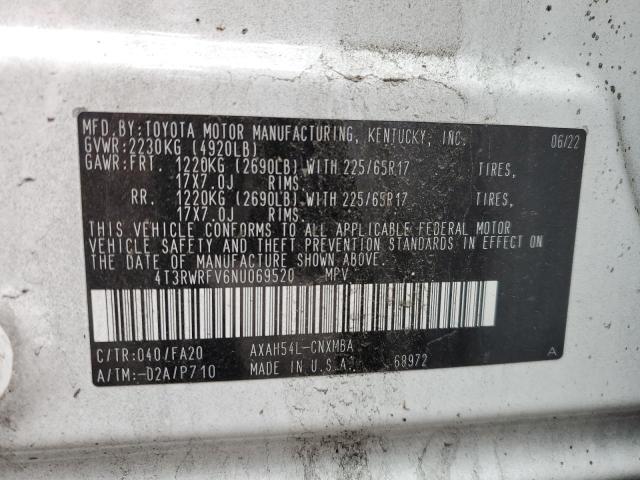 MFD.BY:TOYOTA MOTOR MANUFACTURING, KENTUCKY, INC. 06/22
GVWR:2230KG (4920LB)
GAWR:FRT. 1220KG (2690LB) WITH 225/65R17 TIRES,
17X7.0J RIMS.
RR. 1220KG (2690LB) WITH 225/65R17 TIRES,
17X7.0J RIMS.
THIS VEHICLE CONFORMS TO ALL APPLICABLE FEDERAL MOTOR
VEHICLE SAFETY AND THEFT PREVENTION STANDARDS IN EFFECT
ON THE DATE OF MANUFACTURE SHOWN ABOVE.
4T3RWRFV6NU069520 MPV
C/TR:040/FA20 AXAH54L-CNXMBA A
A/TM:-D2A/P710 MADE IN U.S.A. 68972